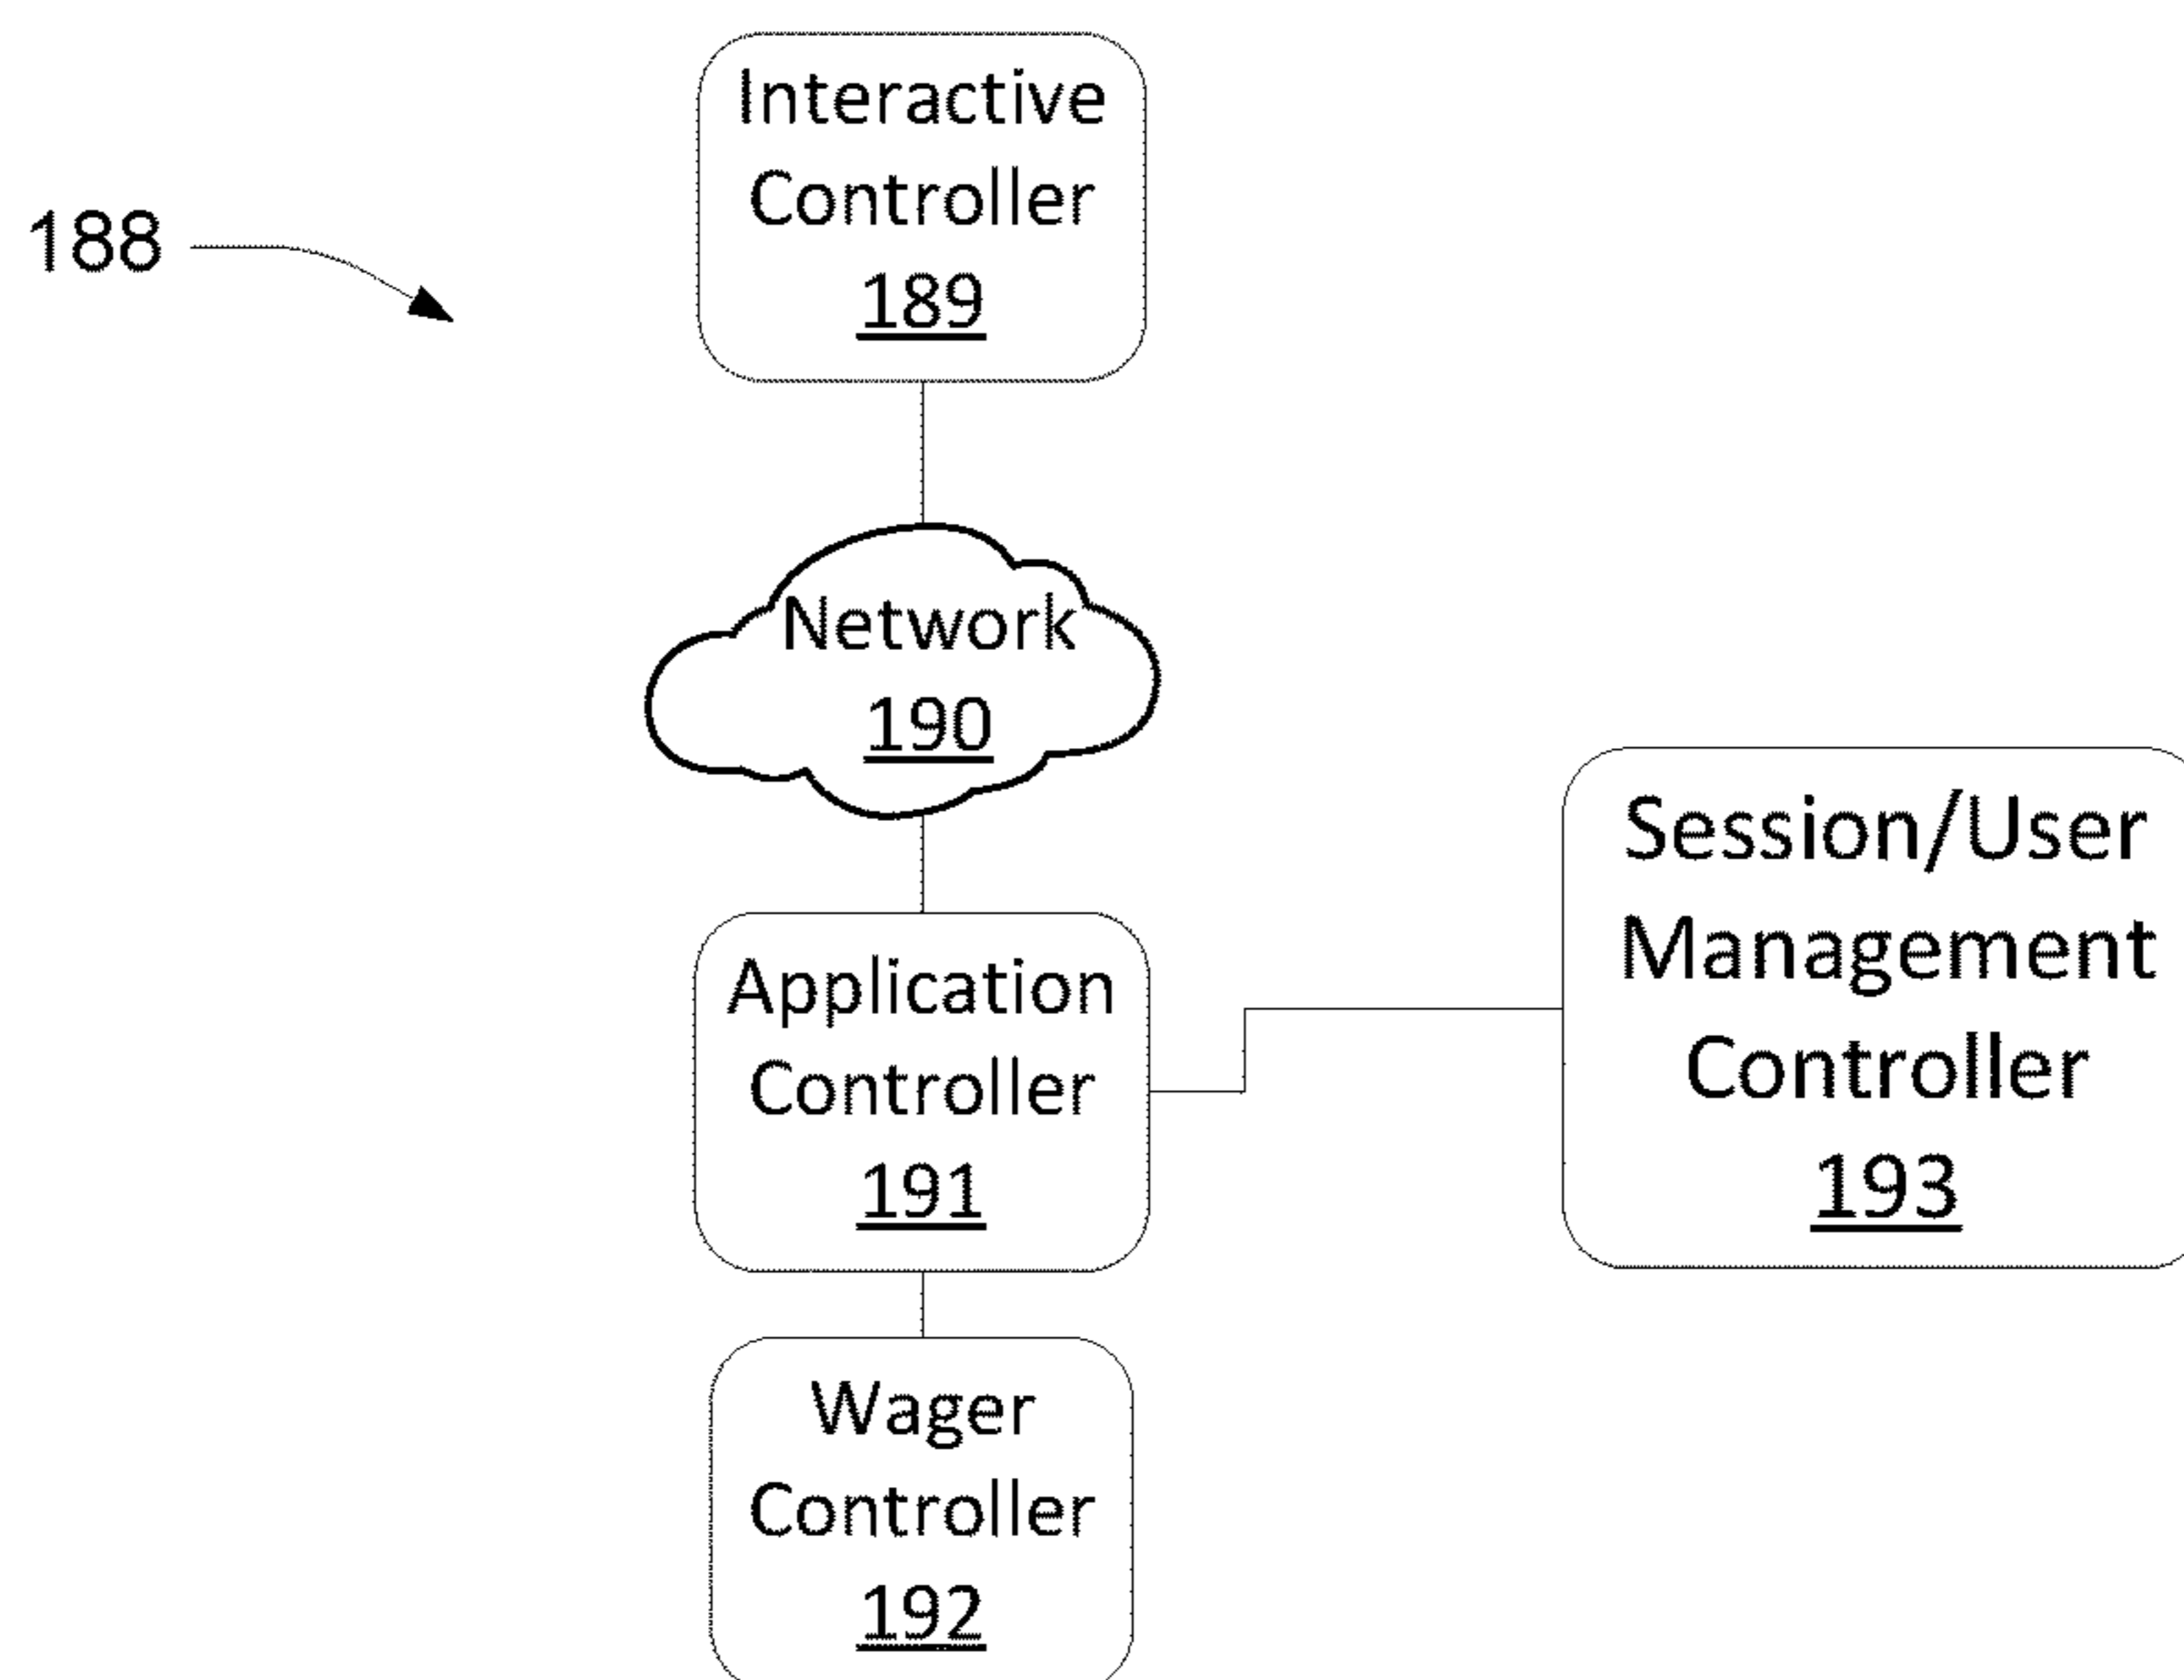 188
Interactive
Controller
189
Network
190
Application
Controller
191
Session/User
Management
Controller
193
Wager
Controller
192